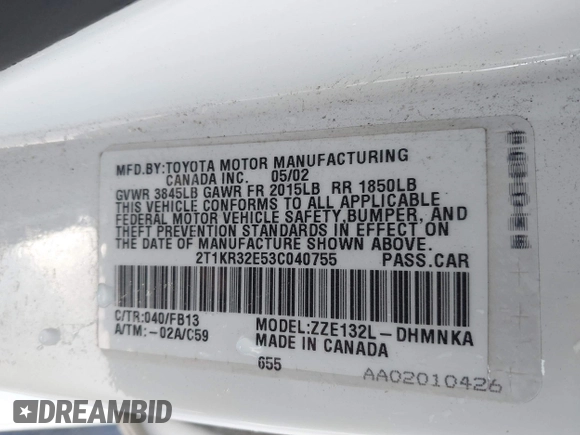 MFD.BY:TOYOTA MOTOR MANUFACTURING
CANADA INC. 05/02
GVWR 3845LB GAWR FR 2015LB RR 1850LB
THIS VEHICLE CONFORMS TO ALL APPLICABLE
FEDERAL MOTOR VEHICLE SAFETY,BUMPER, AND
THEFT PREVENTION STANDARDS IN EFFECT ON
THE DATE OF MANUFACTURE SHOWN ABOVE.
2T1KR32E53C040755 PASS.CAR
C/TR:040/FB13 MODEL:ZZE132L-DHMNKA
A/TM:-02A/C59 MADE IN CANADA
655
AA02010426
DREAMBID